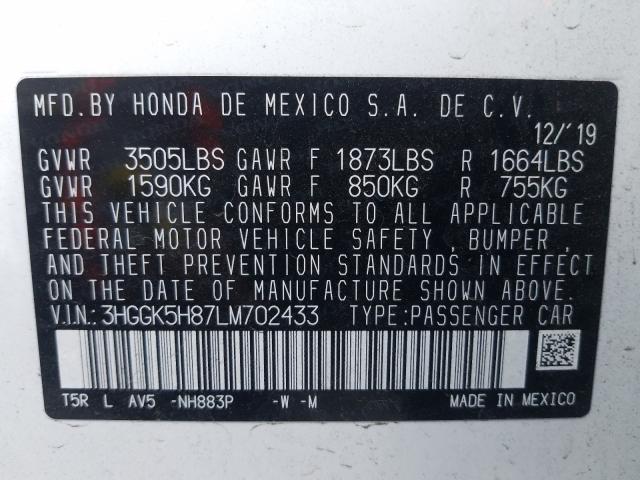 MFD.BY HONDA DE MEXICO S.A. DE C.V.
12/'19
GVWR 3505LBS GAWR F 1873LBS R 1664LBS
GVWR 1590KG GAWR F 850KG R 755KG
THIS VEHICLE CONFORMS TO ALL APPLICABLE
FEDERAL MOTOR VEHICLE SAFETY , BUMPER ,
AND THEFT PREVENTION STANDARDS IN EFFECT
ON THE DATE OF MANUFACTURE SHOWN ABOVE.
V.I.N.: 3HGGK5H87LM702433 TYPE:PASSENGER CAR
T5R L AV5 -NH883P -W -M MADE IN MEXICO